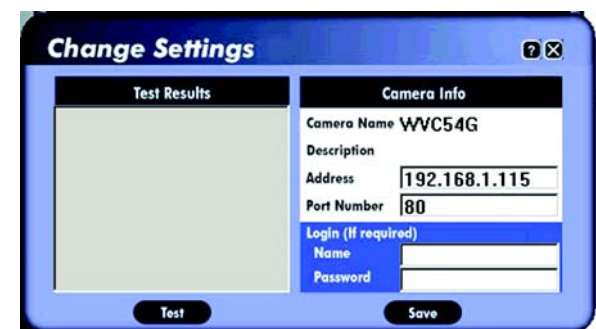 Change Settings
?
X
Test Results
Camera Info
Camera Name WVC54G
Description
Address 192.168.1.115
Port Number 80
Login (If required)
Name
Password
Test
Save